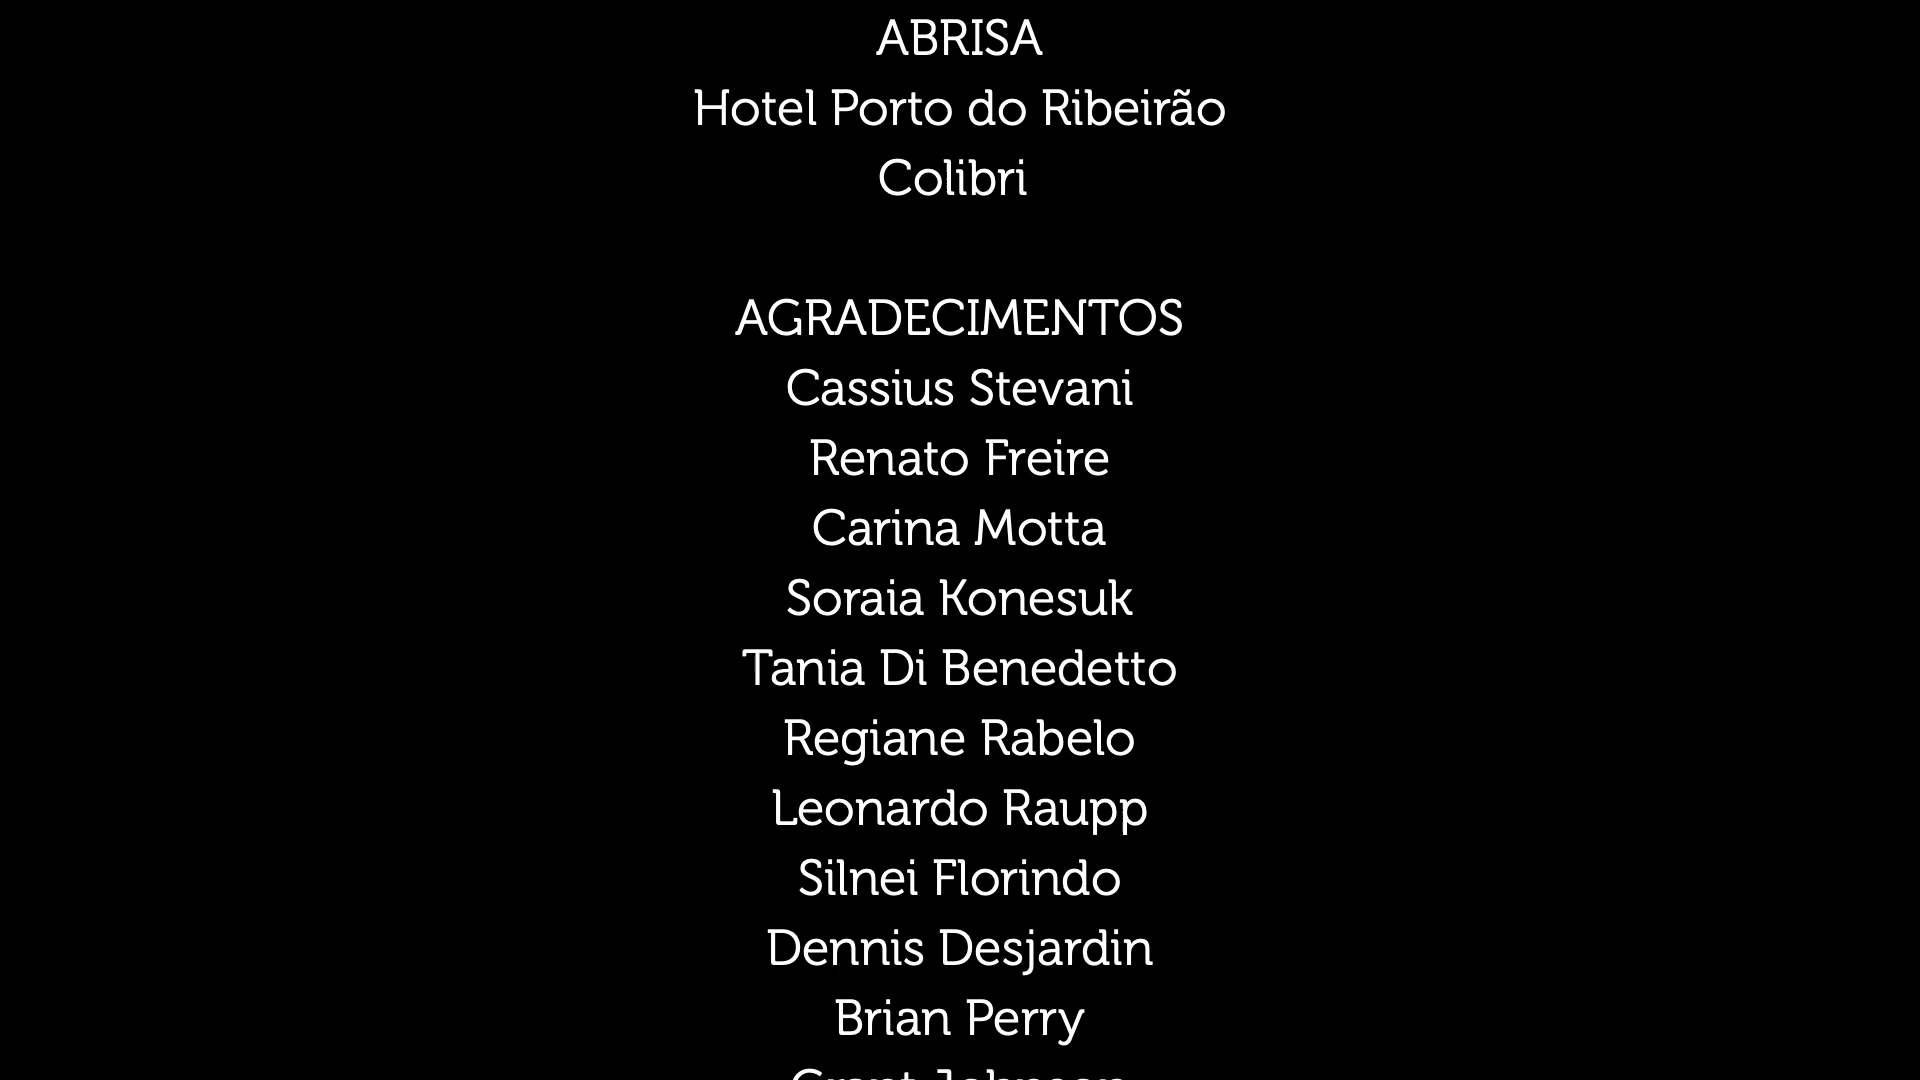 ABRISA
Hotel Porto do Ribeirão
Colibri
AGRADECIMENTOS
Cassius Stevani
Renato Freire
Carina Motta
Soraia Konesuk
Tania Di Benedetto
Regiane Rabelo
Leonardo Raupp
Silnei Florindo
Dennis Desjardin
Brian Perry